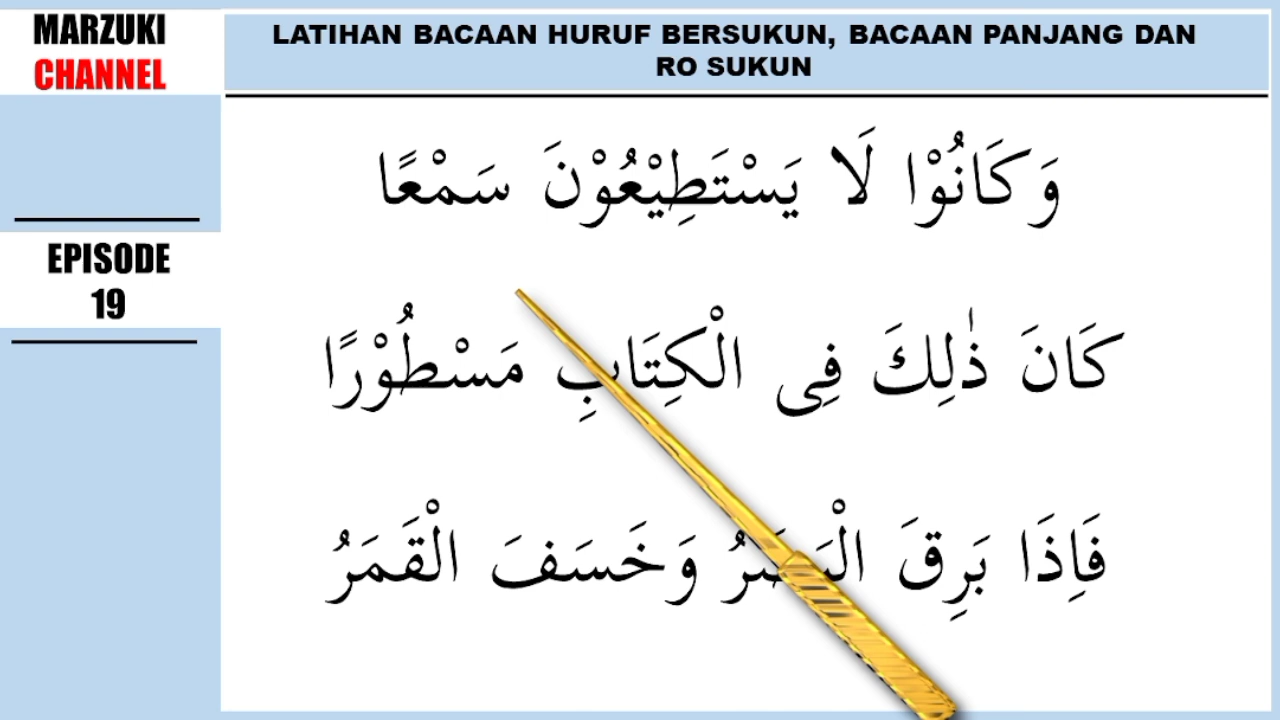 MARZUKI
CHANNEL
LATIHAN BACAAN HURUF BERSUKUN, BACAAN PANJANG DAN
RO SUKUN
EPISODE
19
وَكَانُوْا لَا يَسْتَطِيْعُوْنَ سَمْعًا
كَانَ ذٰلِكَ فِى الْكِتَابِ مَسْطُوْرًا
فَاِذَا بَرِقَ وَخَسَفَ الْقَمَرُ